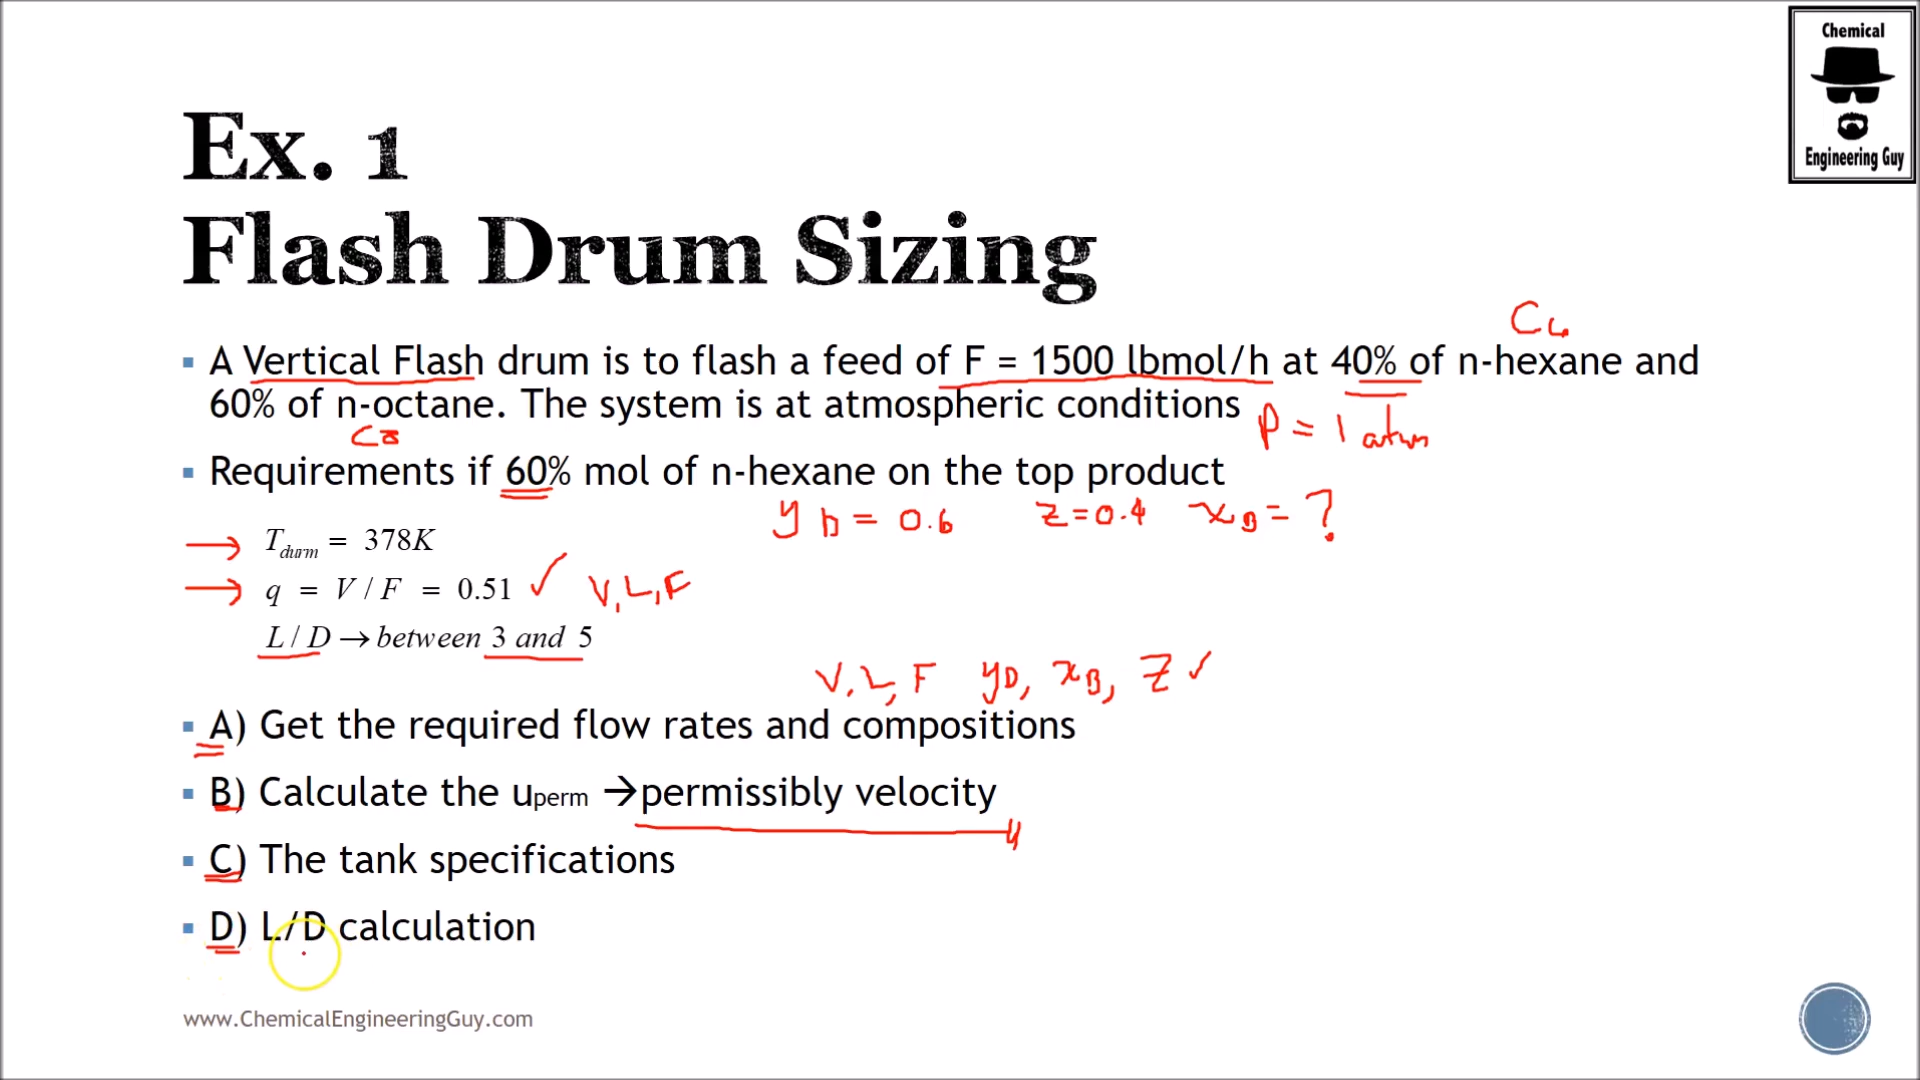 Chemical
Engineering Guy
Ex. 1
Flash Drum Sizing
C6
A Vertical Flash drum is to flash a feed of F = 1500 lbmol/h at 40% of n-hexane and
60% of n-octane. The system is at atmospheric conditions
C8
P = 1 atm
Requirements if 60% mol of n-hexane on the top product
yD = 0.6 z=0.4 xB = ?
T_durm = 378K
q = V / F = 0.51 ✓ V, L, F
L / D → between 3 and 5
V, L, F yD, xB, Z ✓
A) Get the required flow rates and compositions
B) Calculate the uperm → permissibly velocity
C) The tank specifications
D) L/D calculation
www.ChemicalEngineeringGuy.com